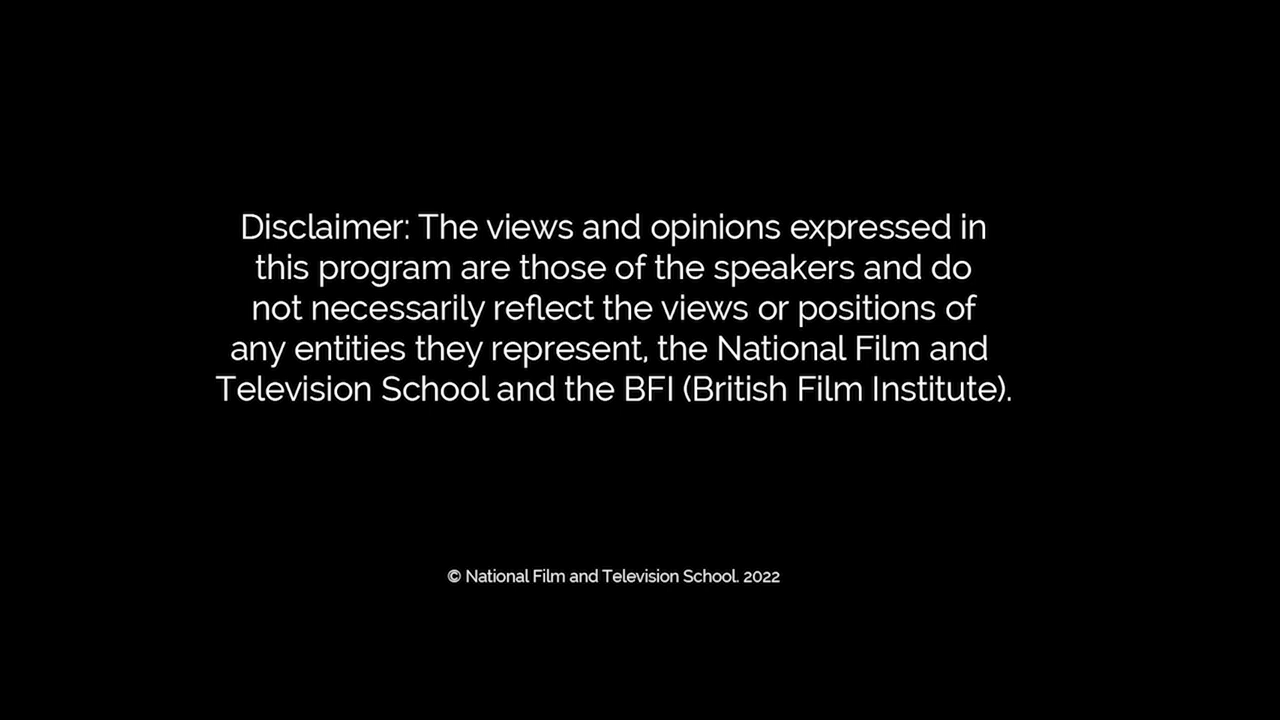 Disclaimer: The views and opinions expressed in
this program are those of the speakers and do
not necessarily reflect the views or positions of
any entities they represent, the National Film and
Television School and the BFI (British Film Institute).
© National Film and Television School. 2022